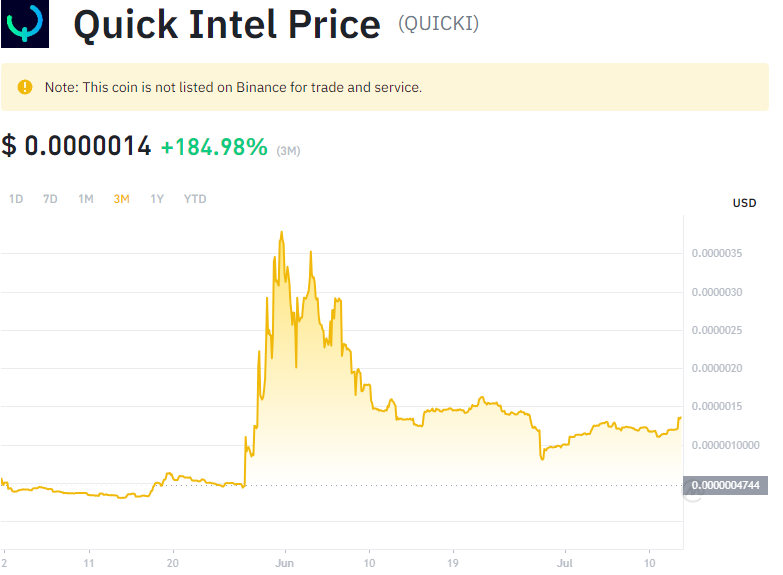 Quick Intel Price (QUICKI)
Note: This coin is not listed on Binance for trade and service.
$ 0.0000014 +184.98% (3M)
1D 7D 1M 3M 1Y YTD
USD
0.0000035
0.0000030
0.0000025
0.0000020
0.0000015
0.0000010000
0.0000004744
2 11 20 Jun 10 19 Jul 10